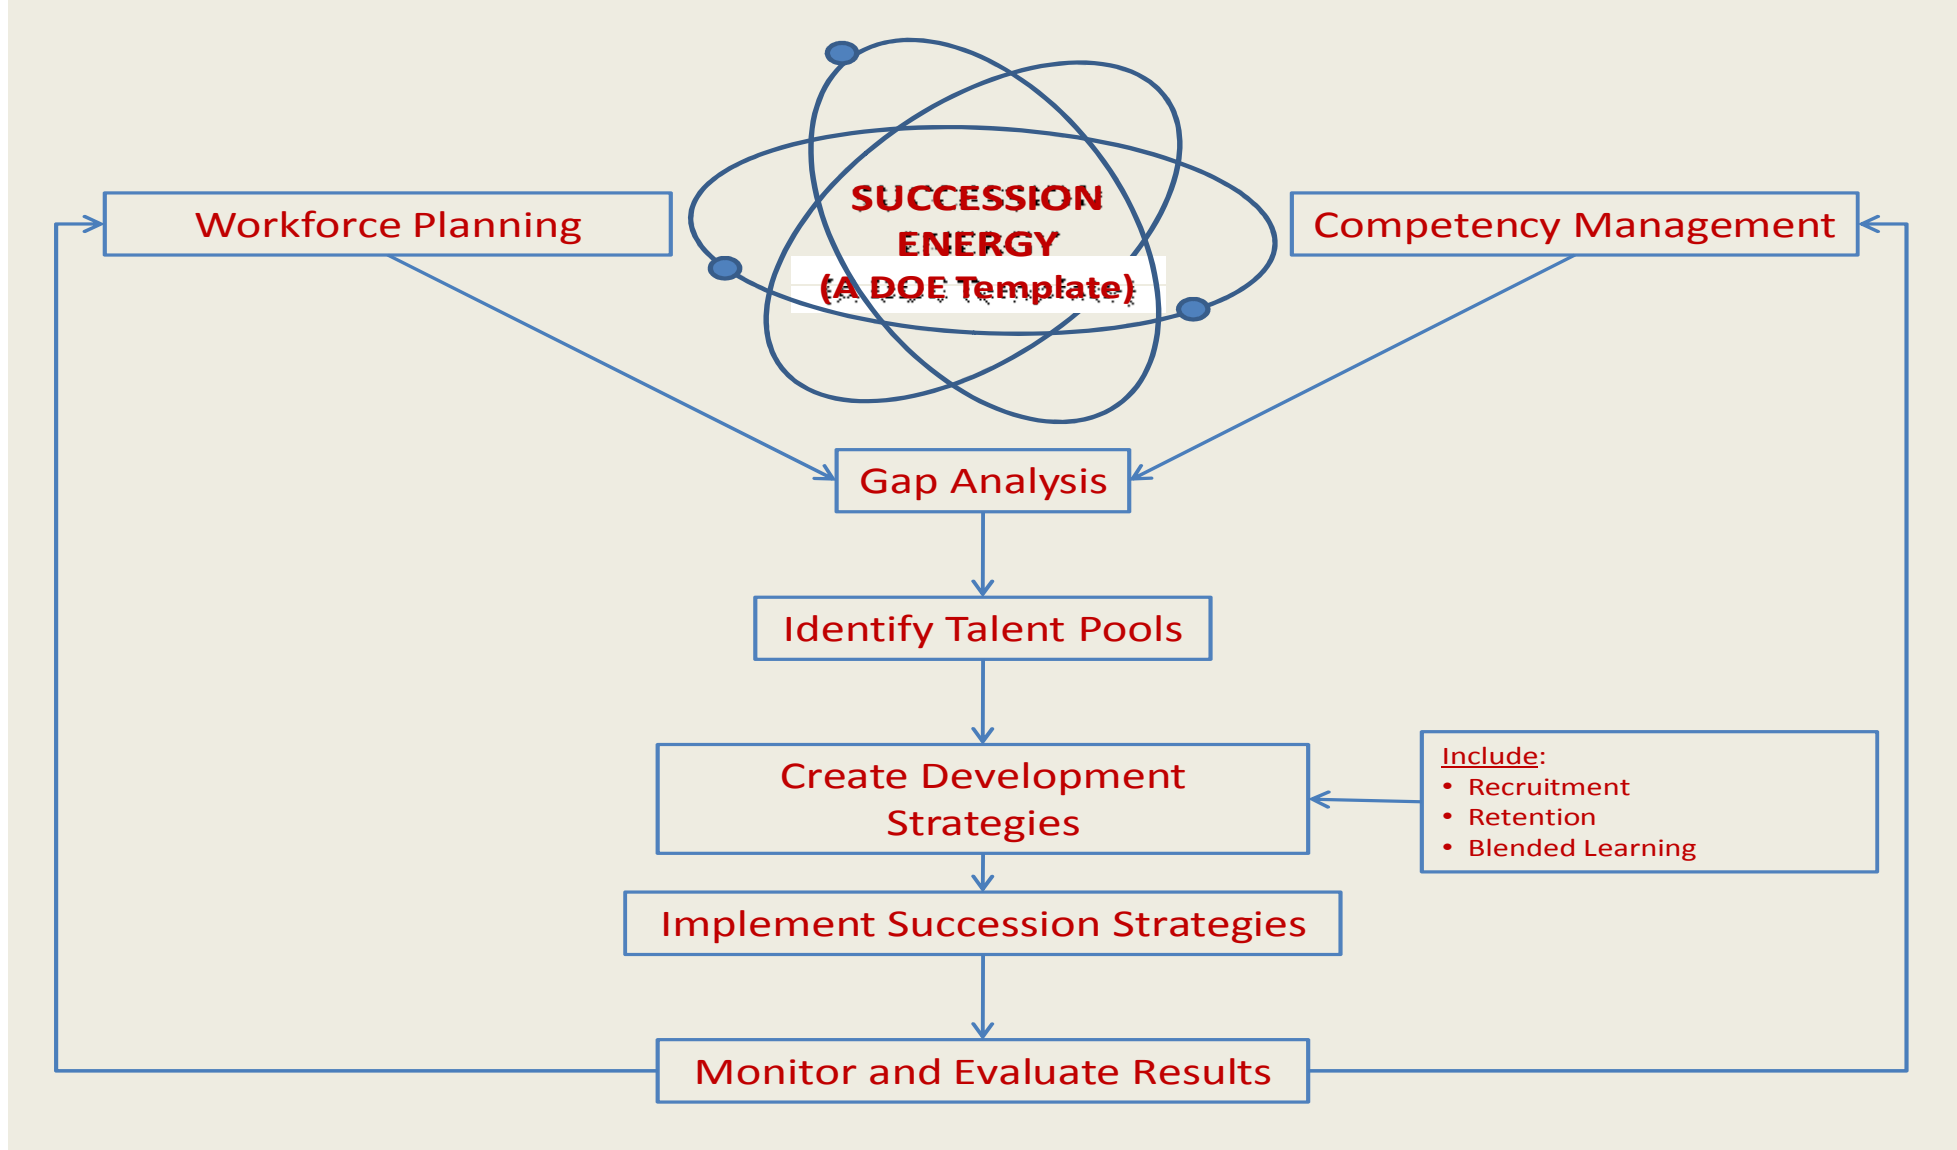 SUCCESSION
ENERGY
(A DOE Template)
Workforce Planning
Competency Management
Gap Analysis
Identify Talent Pools
Create Development
Strategies
Include:
• Recruitment
• Retention
• Blended Learning
Implement Succession Strategies
Monitor and Evaluate Results